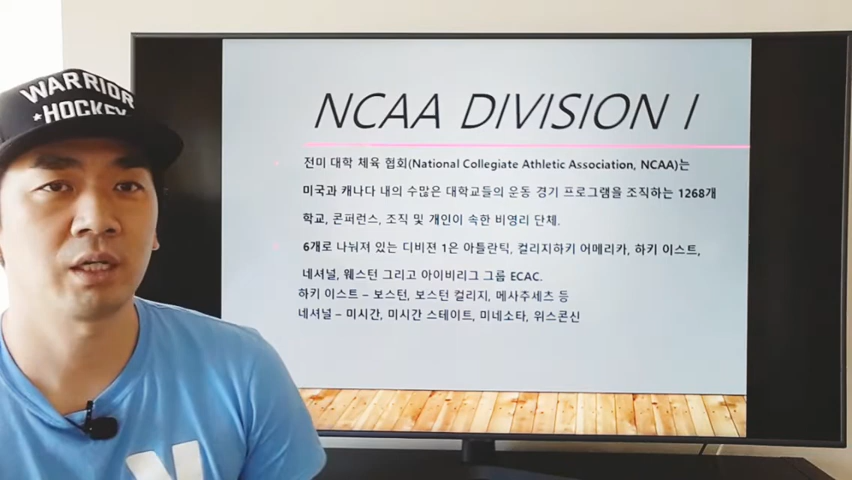 WARRIOR
★HOCKEY
NCAA DIVISION I
전미 대학 체육 협회(National Collegiate Athletic Association, NCAA)는
미국과 캐나다 내의 수많은 대학교들의 운동 경기 프로그램을 조직하는 1268개
학교, 콘퍼런스, 조직 및 개인이 속한 비영리 단체.
6개로 나눠져 있는 디비젼 1은 아틀란틱, 컬리지하키 어메리카, 하키 이스트,
네셔널, 웨스턴 그리고 아이비리그 그룹 ECAC.
하키 이스트 – 보스턴, 보스턴 컬리지, 메사추세츠 등
네셔널 – 미시간, 미시간 스테이트, 미네소타, 위스콘신